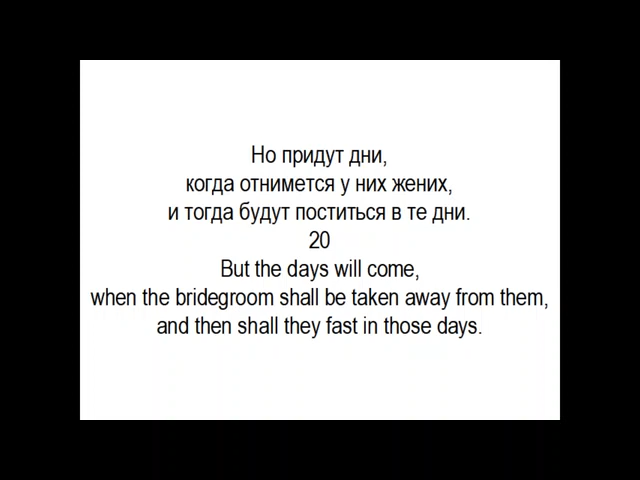 Но придут дни,
когда отнимется у них жених,
и тогда будут поститься в те дни.
20
But the days will come,
when the bridegroom shall be taken away from them,
and then shall they fast in those days.